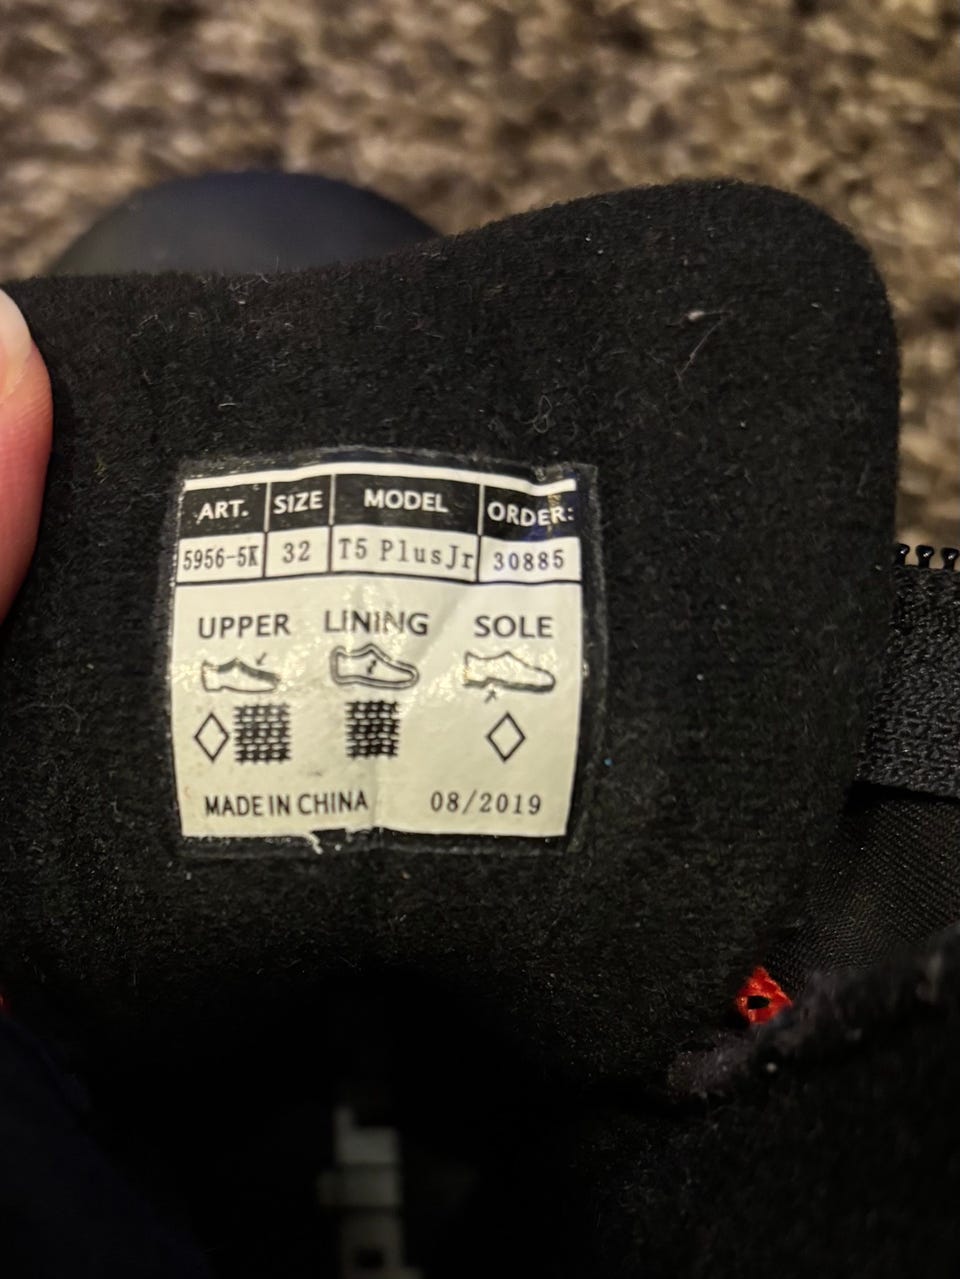 ART. SIZE MODEL ORDER:
5956-5K 32 T5 PlusJr 30885
UPPER LINING SOLE
MADE IN CHINA 08/2019